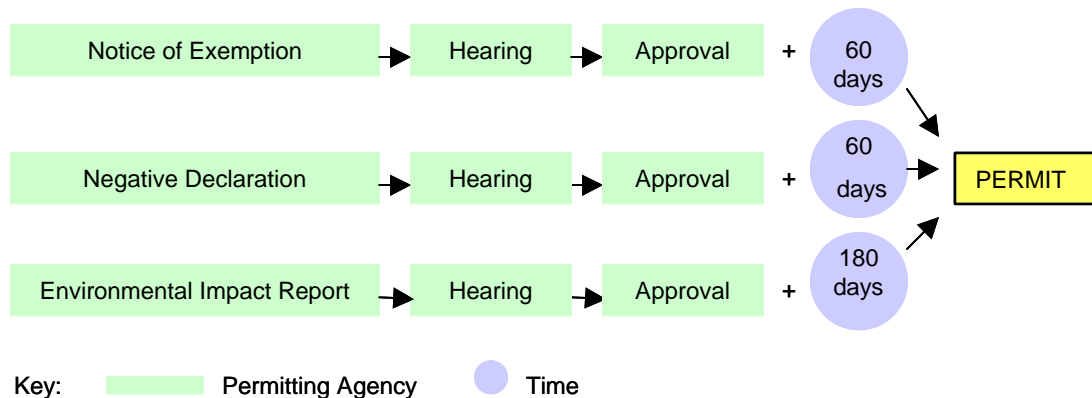 Notice of Exemption Hearing Approval + 60 days
Negative Declaration Hearing Approval + 60 days PERMIT
Environmental Impact Report Hearing Approval + 180 days
Key: Permitting Agency Time